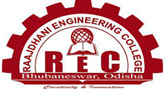 RAAJDHANI ENGINEERING COLLEGE
REC
Bhubaneswar, Odisha
Creativity & Innovation